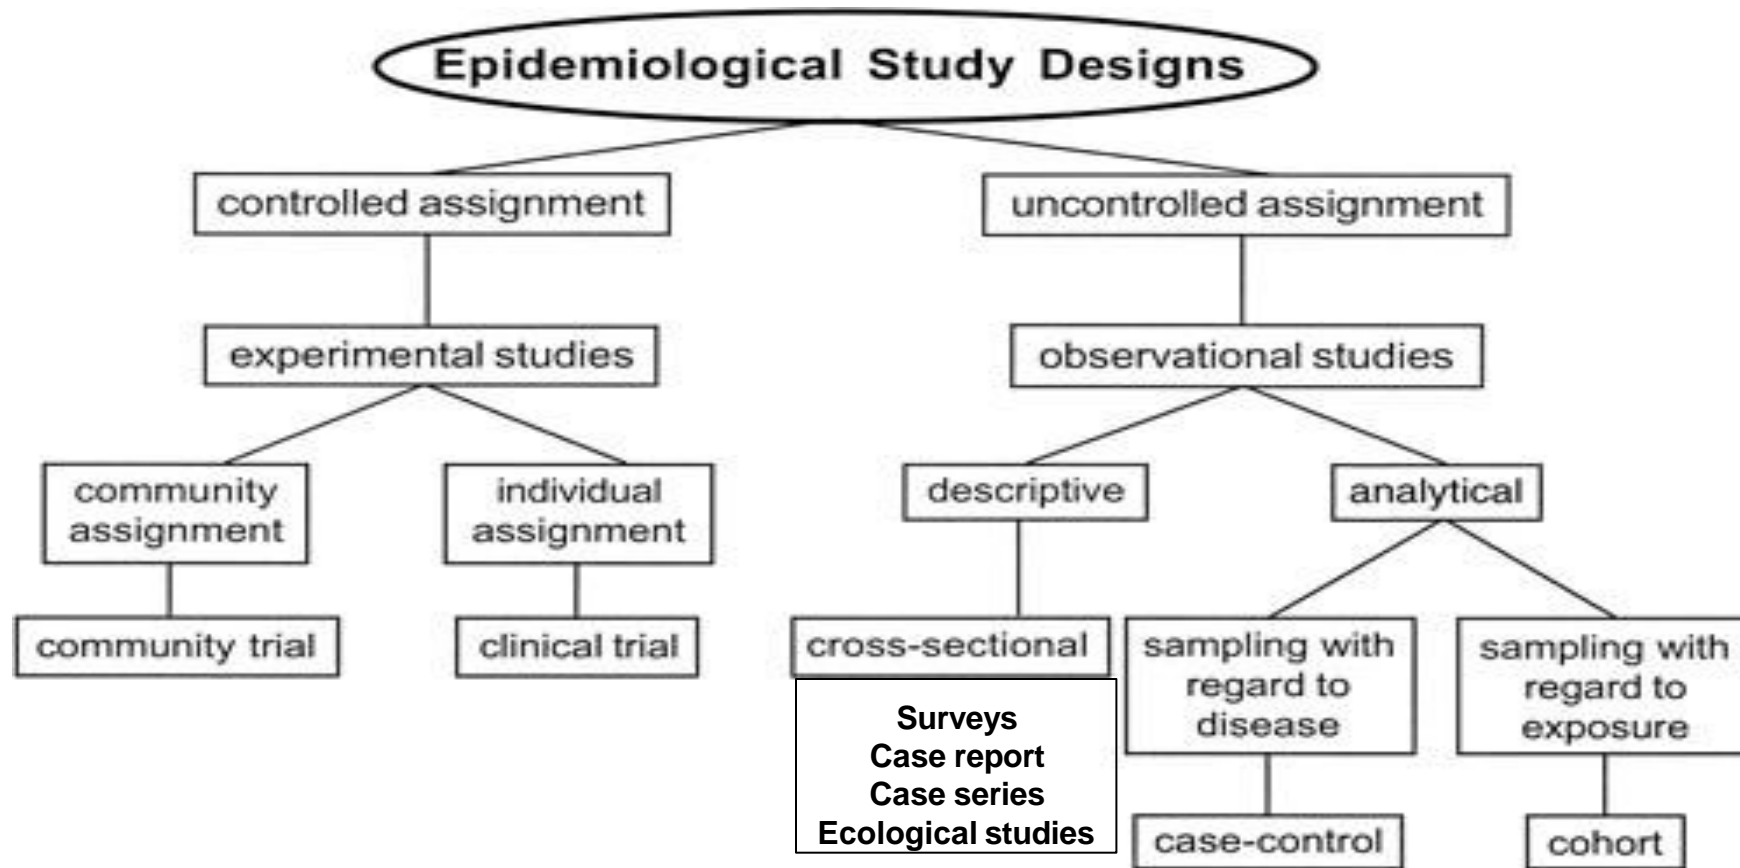 Epidemiological Study Designs
controlled assignment
uncontrolled assignment
experimental studies
observational studies
community
assignment
individual
assignment
descriptive
analytical
community trial
clinical trial
cross-sectional
sampling with
regard to
disease
sampling with
regard to
exposure
Surveys
Case report
Case series
Ecological studies
case-control
cohort